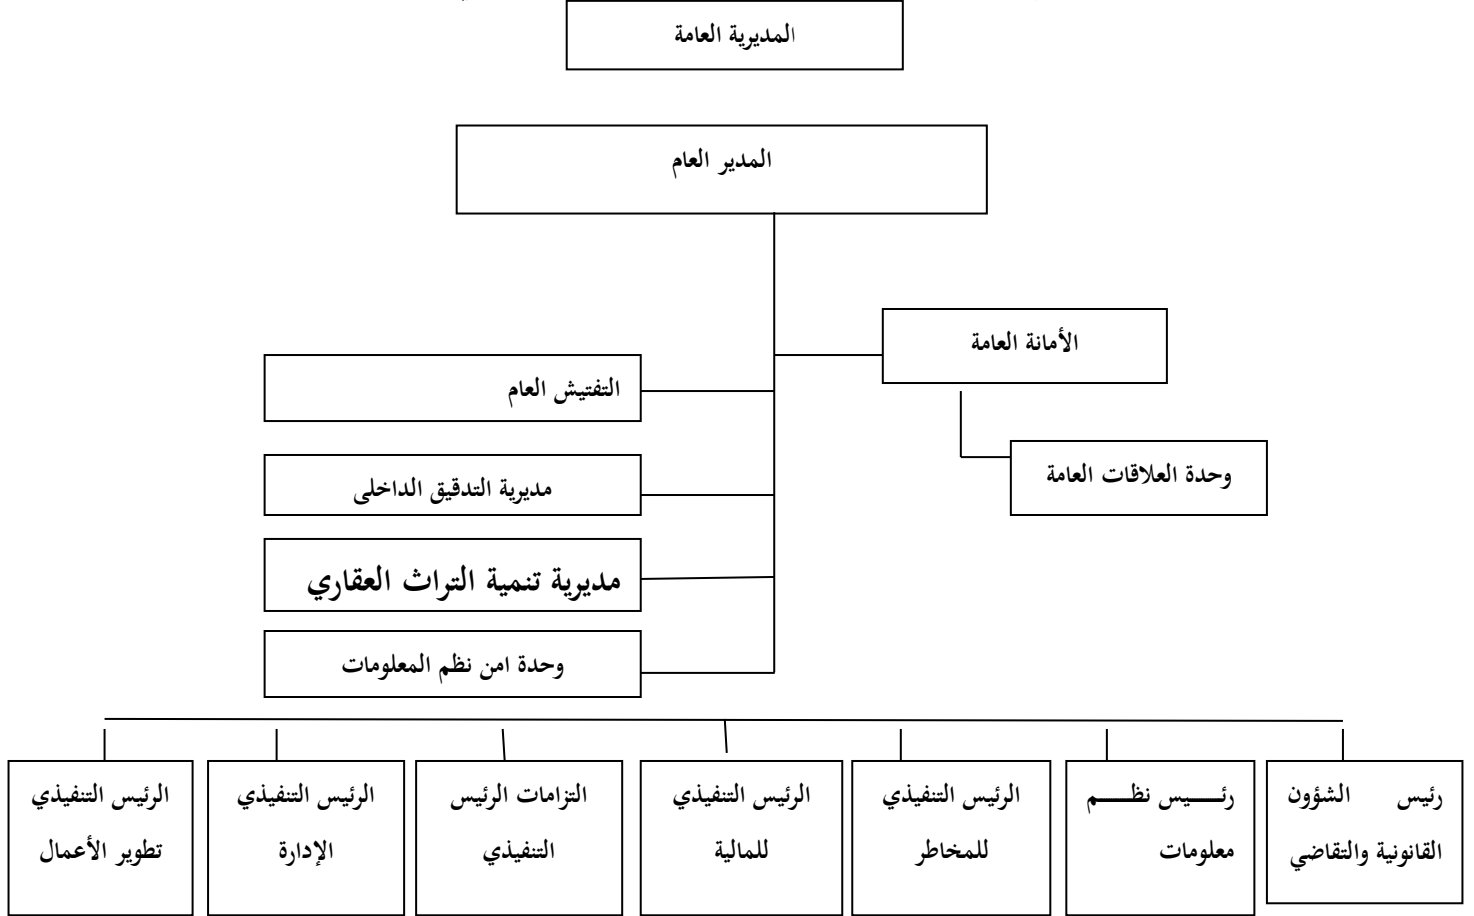 المديرية العامة
المدير العام
الأمانة العامة
التفتيش العام
وحدة العلاقات العامة
مديرية التدقيق الداخلى
مديرية تنمية التراث العقاري
وحدة امن نظم المعلومات
رئيس الشؤون
القانونية والتقاضي
رئـــــيس نظـــــــم
معلومات
الرئيس التنفيذي
للمخاطر
الرئيس التنفيذي
للمالية
التزامات الرئيس
التنفيذي
الرئيس التنفيذي
الإدارة
الرئيس التنفيذي
تطوير الأعمال